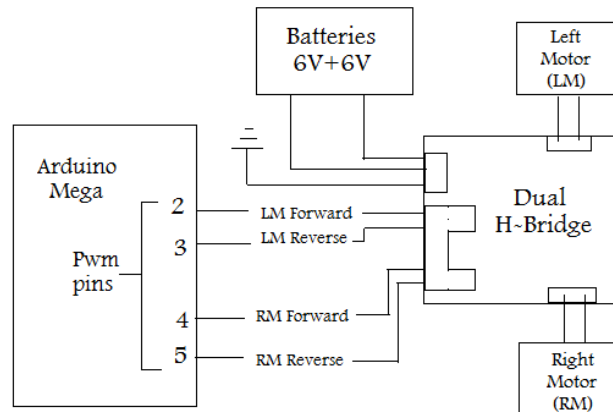 Batteries
6V+6V
Left
Motor
(LM)
Arduino
Mega
Pwm
pins
2
3
4
5
LM Forward
LM Reverse
RM Forward
RM Reverse
Dual
H~Bridge
Right
Motor
(RM)